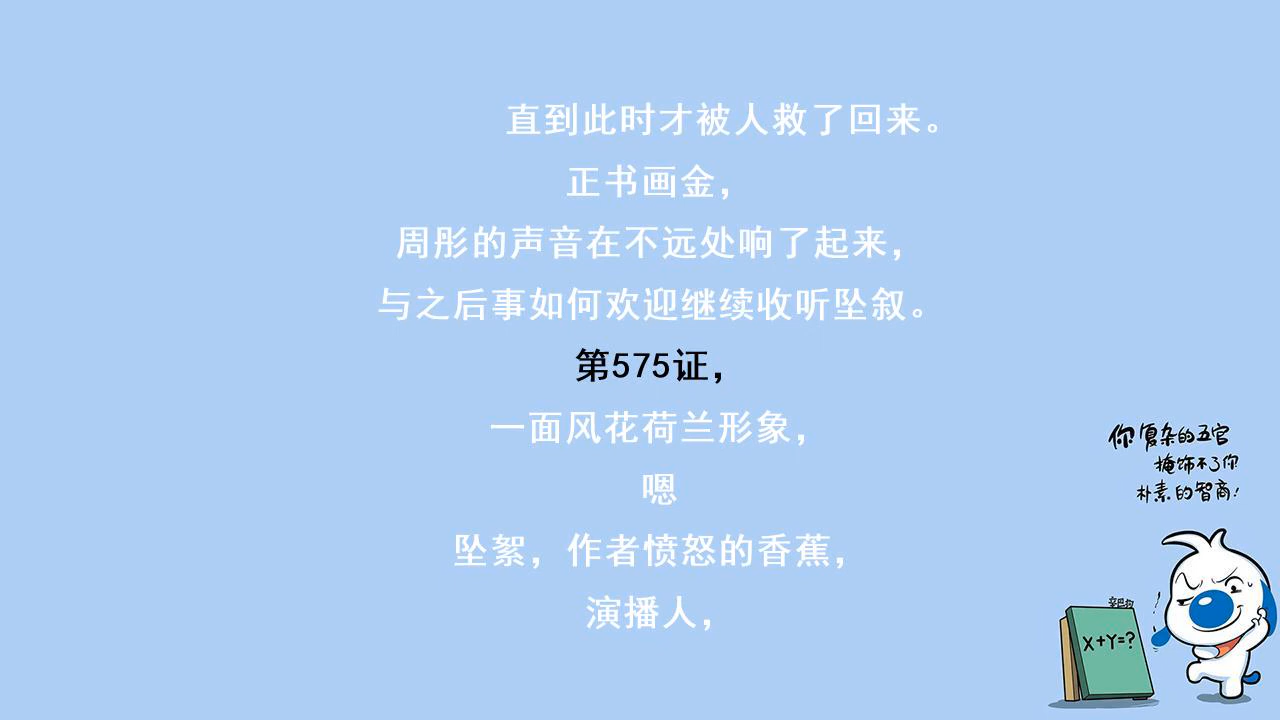 直到此时才被人救了回来。
正书画金，
周彤的声音在不远处响了起来，
与之后事如何欢迎继续收听坠叙。
第575证，
一面风花荷兰形象，
嗯
坠絮，作者愤怒的香蕉，
演播人，
你复杂的五官
掩饰不了你
朴素的智商！
X+Y=?